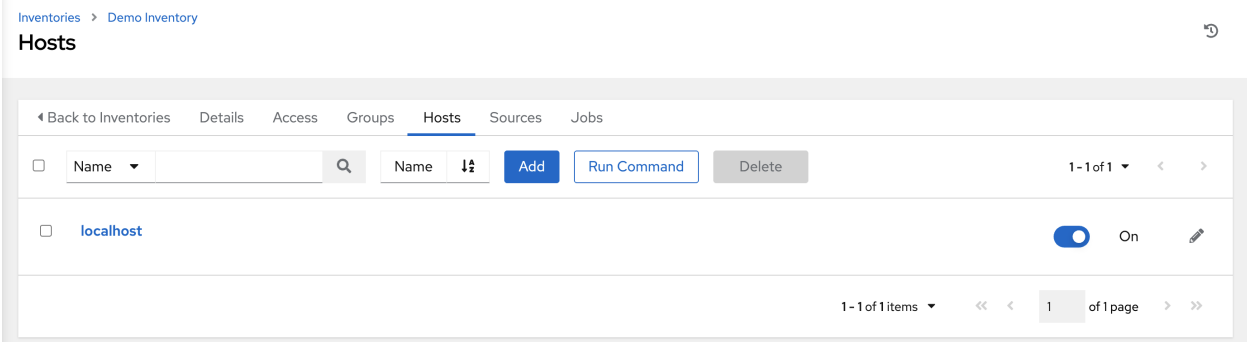 Inventories > Demo Inventory
Hosts
Back to Inventories Details Access Groups Hosts Sources Jobs
Name Name Add Run Command Delete 1 - 1 of 1
localhost On
1 - 1 of 1 items 1 of 1 page